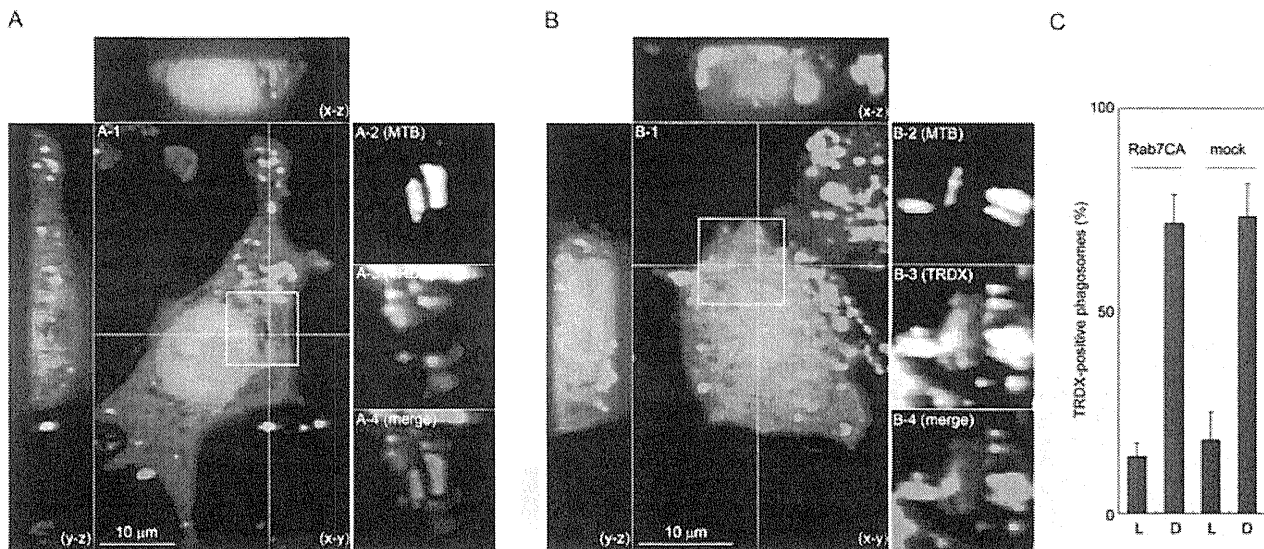 A
B
C
(x-z)
(x-z)
A-1
A-2 (MTB)
B-1
B-2 (MTB)
B-3 (TRDX)
A-4 (merge)
B-4 (merge)
(y-z)
10 μm
(x-y)
(y-z)
10 μm
(x-y)
100
Rab7CA
mock
50
TRDX-positive phagosomes (%)
0
L
D
L
D